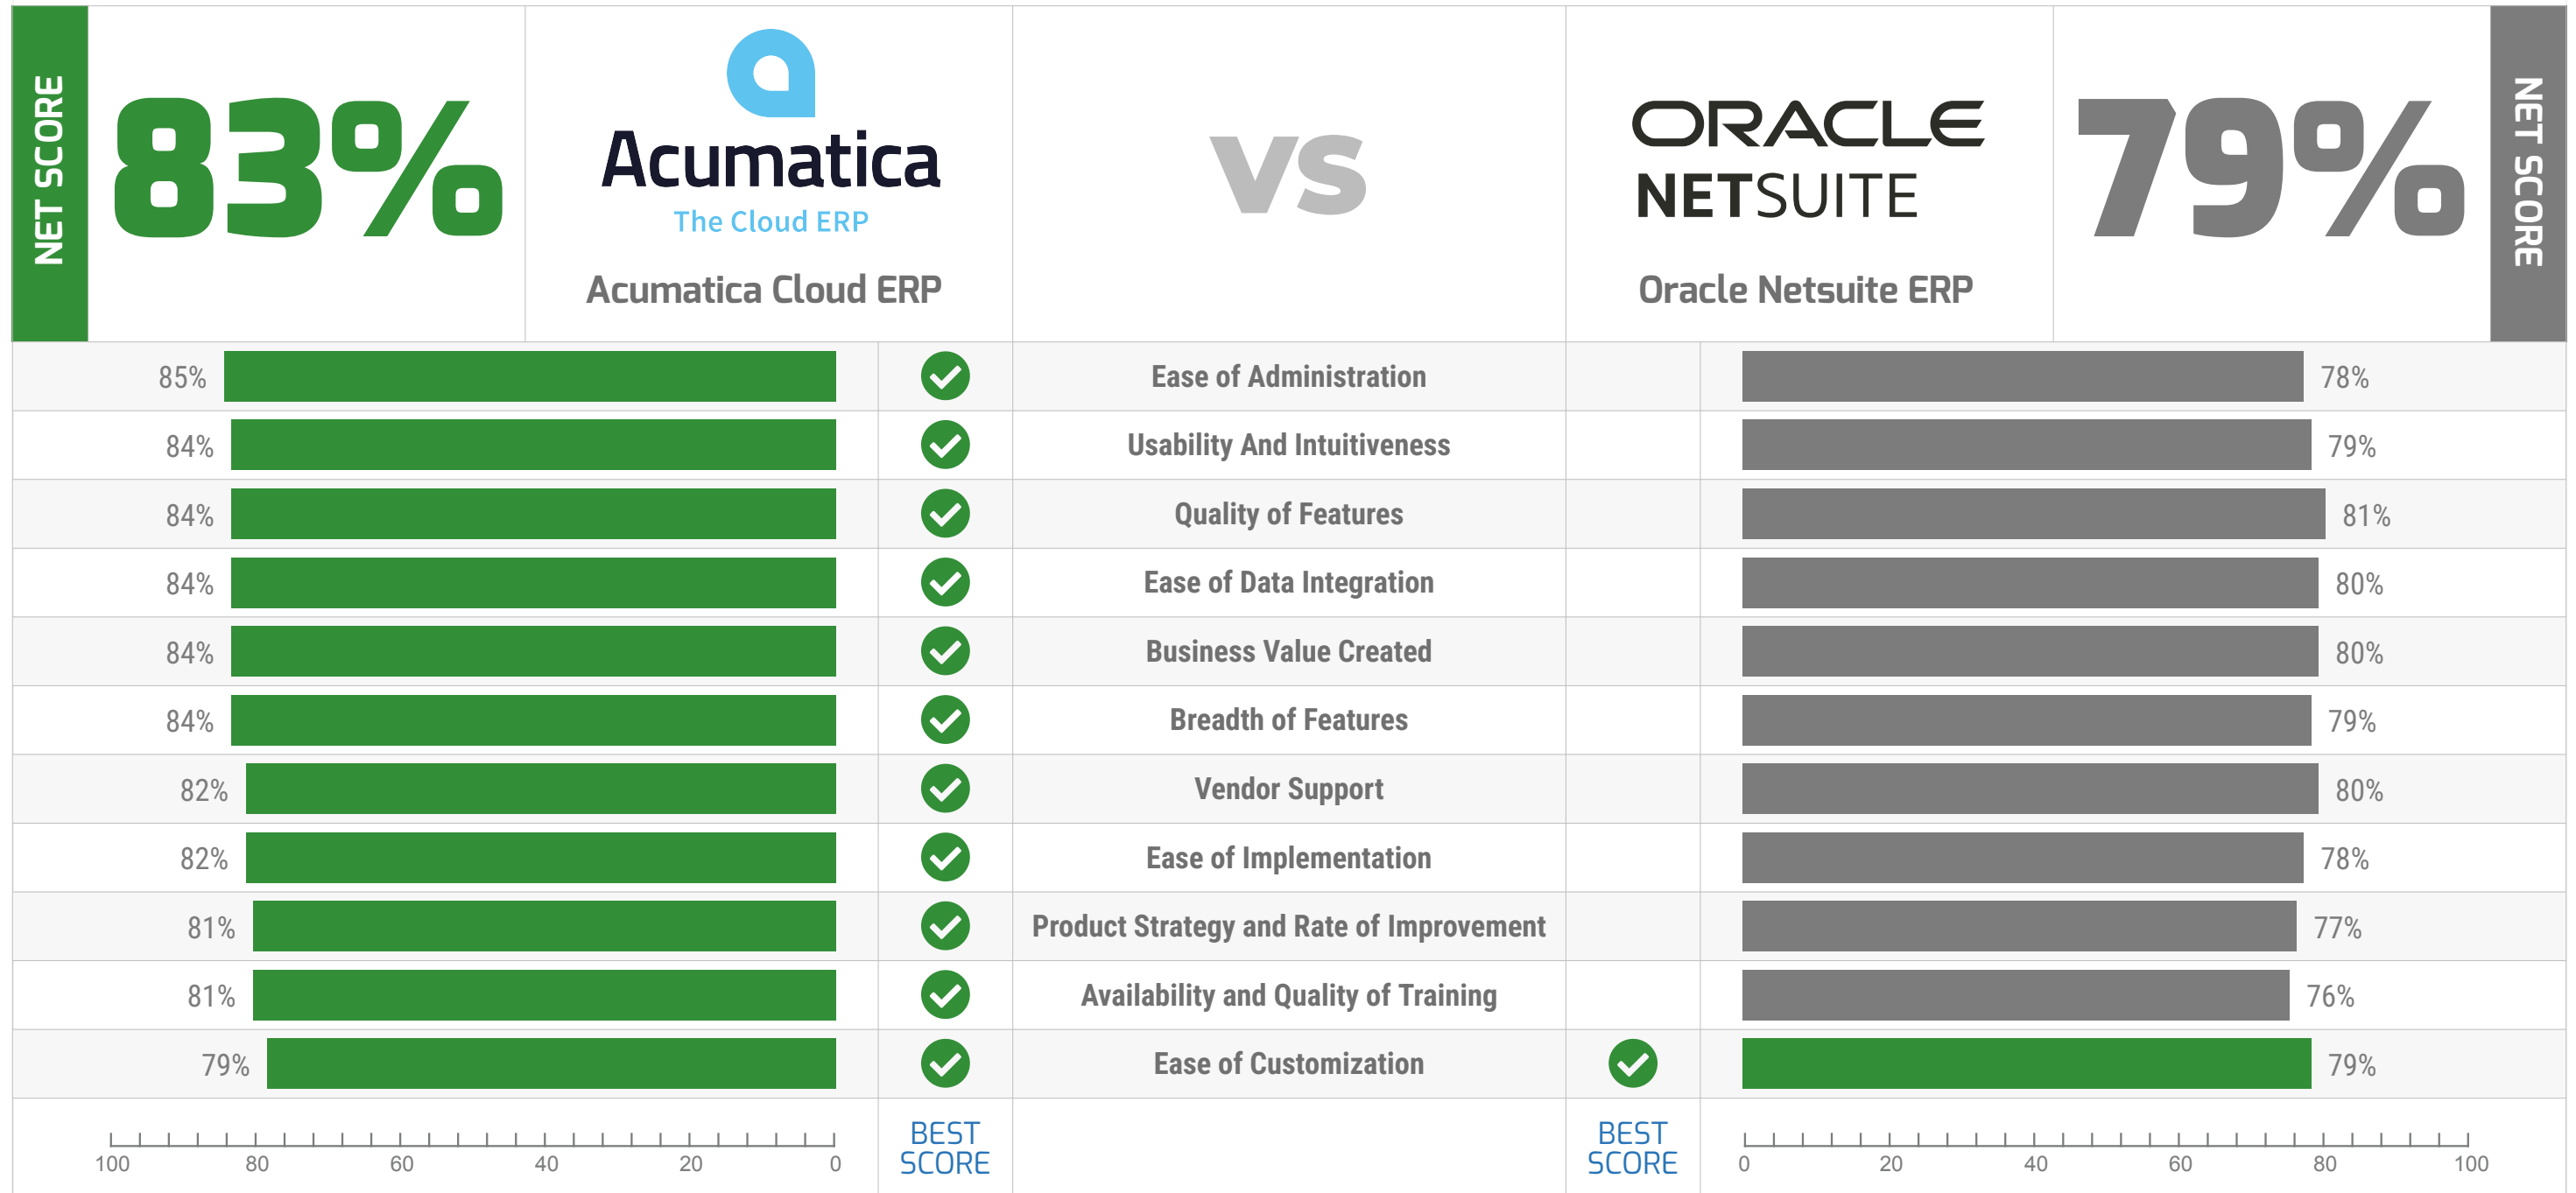 NET SCORE
83%
Acumatica
The Cloud ERP
Acumatica Cloud ERP
VS
ORACLE
NETSUITE
Oracle Netsuite ERP
79%
NET SCORE
85% Ease of Administration 78%
84% Usability And Intuitiveness 79%
84% Quality of Features 81%
84% Ease of Data Integration 80%
84% Business Value Created 80%
84% Breadth of Features 79%
82% Vendor Support 80%
82% Ease of Implementation 78%
81% Product Strategy and Rate of Improvement 77%
81% Availability and Quality of Training 76%
79% Ease of Customization 79%
100 80 60 40 20 0
BEST
SCORE
BEST
SCORE
0 20 40 60 80 100